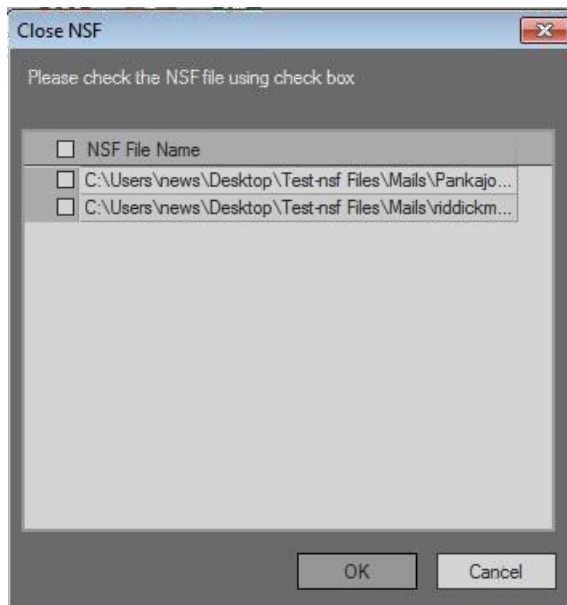 Close NSF
Please check the NSF file using check box
NSF File Name
C:\Users\news\Desktop\Test-nsf Files\Mails\Pankajo...
C:\Users\news\Desktop\Test-nsf Files\Mails\riddickm...
OK Cancel